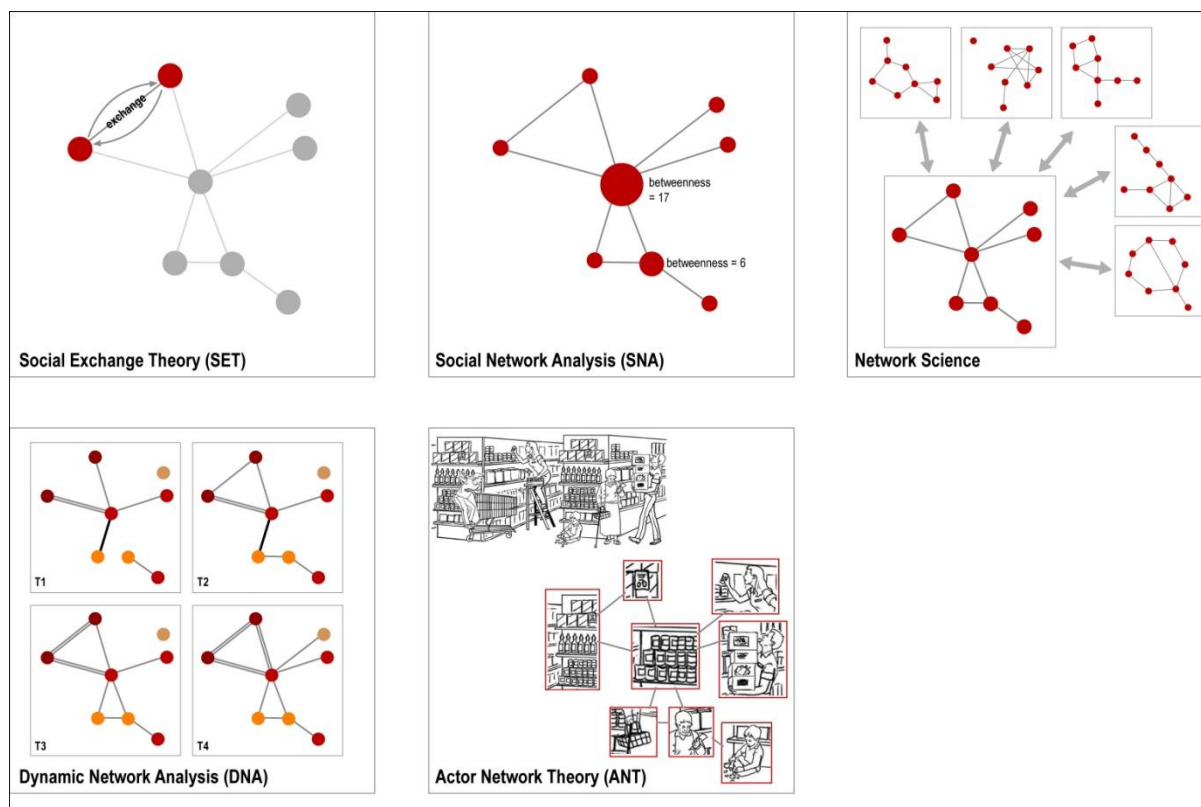 exchange
Social Exchange Theory (SET)
betweenness
= 17
betweenness = 6
Social Network Analysis (SNA)
Network Science
T1
T2
T3
T4
Dynamic Network Analysis (DNA)
Actor Network Theory (ANT)